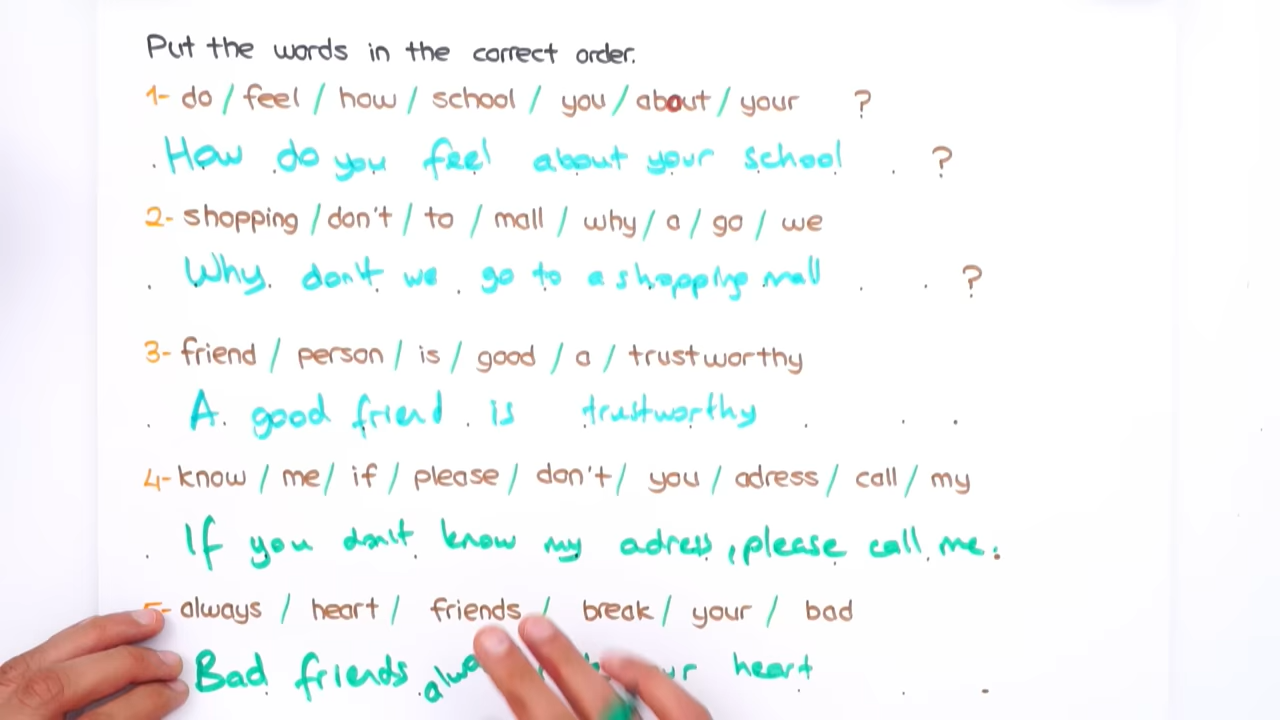 Put the words in the correct order.
1- do / feel / how / school / you / about / your ?
How do you feel about your school . ?
2- shopping / don't / to / mall / why / a / go / we
Why don't we go to a shopping mall . . ?
3- friend / person / is / good / a / trustworthy
A good friend is trustworthy . . .
4- know / me / if / please / don't / you / adress / call / my
If you don't know my adress, please call me.
5- always / heart / friends / break / your / bad
Bad friends heart . .